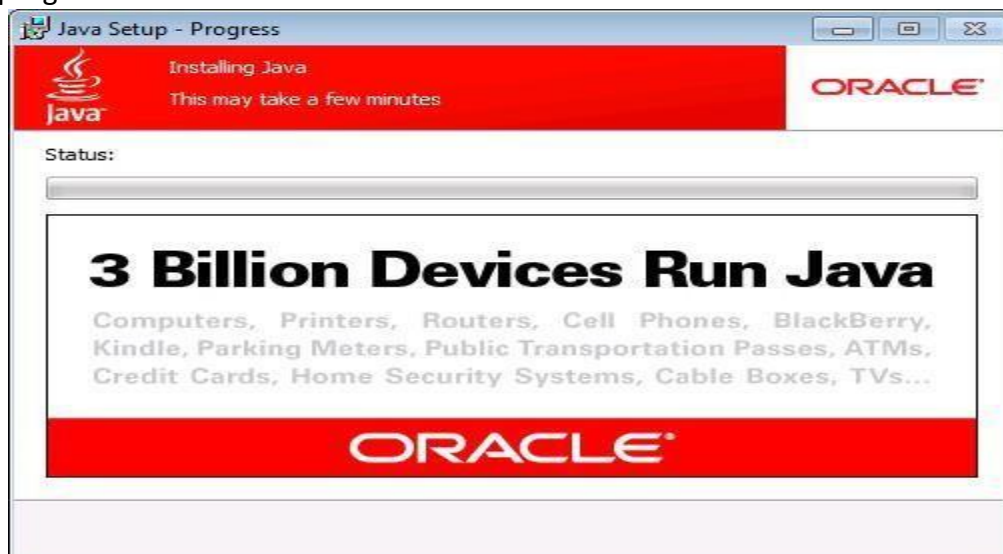 Java Setup - Progress
Installing Java
This may take a few minutes
Java
ORACLE
Status:
3 Billion Devices Run Java
Computers, Printers, Routers, Cell Phones, BlackBerry,
Kindle, Parking Meters, Public Transportation Passes, ATMs,
Credit Cards, Home Security Systems, Cable Boxes, TVs...
ORACLE